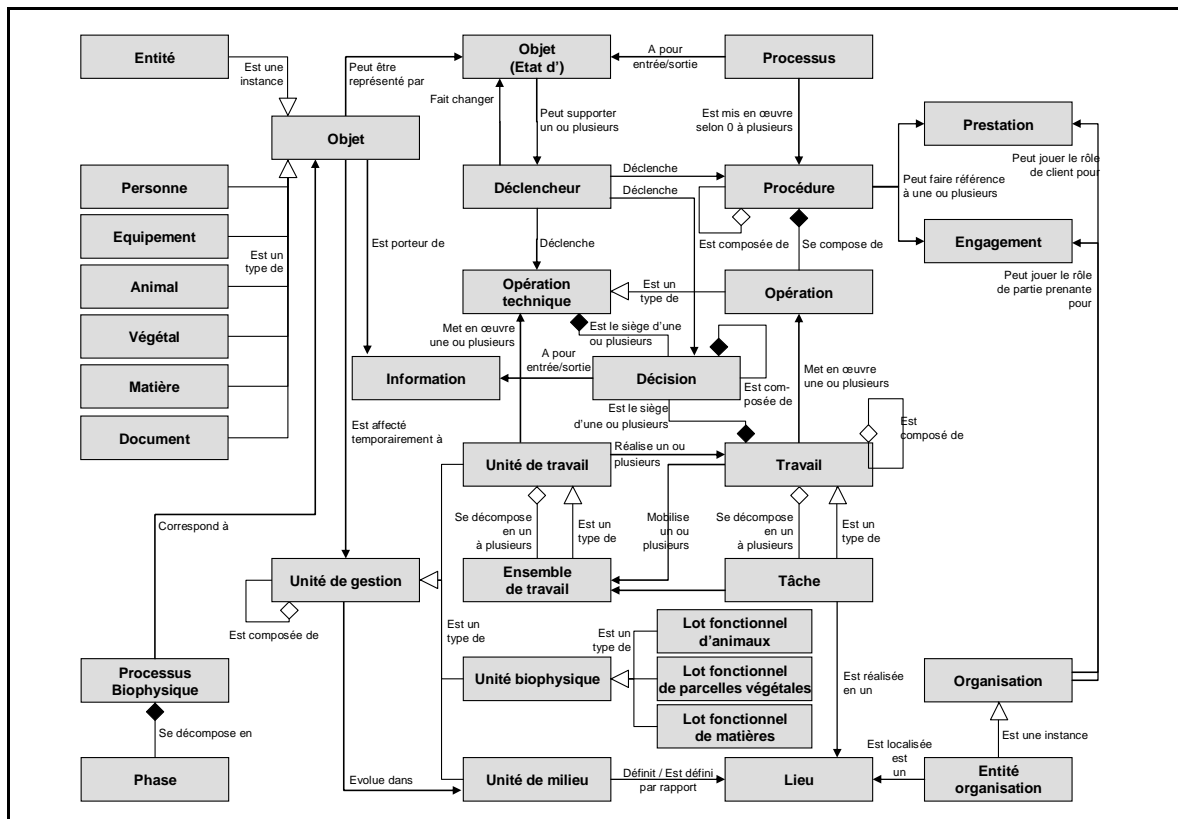 Entité
Est une
instance
Peut être
représenté par
Objet
(Etat d’)
A pour
entrée/sortie
Processus
Fait changer
Peut supporter
un ou plusieurs
Est mis en œuvre
selon 0 à plusieurs
Prestation
Objet
Peut jouer le rôle
de client pour
Personne
Déclencheur
Déclenche
Déclenche
Procédure
Peut faire référence
à une ou plusieurs
Equipement
Est un
type de
Est porteur de
Déclenche
Est composée de
Se compose de
Engagement
Peut jouer le rôle
de partie prenante
pour
Animal
Opération
technique
Est un
type de
Opération
Végétal
Met en œuvre
une ou plusieurs
Est le siège d’une
ou plusieurs
A pour
entrée/sortie
Matière
Information
Décision
Est com-
posée de
Met en œuvre
une ou plusieurs
Document
Est affecté
temporairement à
Est le siège
d’une ou plusieurs
Est
composé de
Unité de travail
Réalise un ou
plusieurs
Travail
Correspond à
Se décompose
en un
à plusieurs
Est un
type de
Mobilise
un ou
plusieurs
Se décompose
en un
à plusieurs
Est un
type de
Unité de gestion
Ensemble
de travail
Tâche
Est composée de
Est un
type de
Est un
type de
Lot fonctionnel
d’animaux
Processus
Biophysique
Unité biophysique
Lot fonctionnel
de parcelles végétales
Est réalisée
en un
Organisation
Lot fonctionnel
de matières
Se décompose en
Est une instance
Est localisée
est
un
Phase
Evolue dans
Unité de milieu
Définit / Est défini
par rapport
Lieu
Entité
organisation